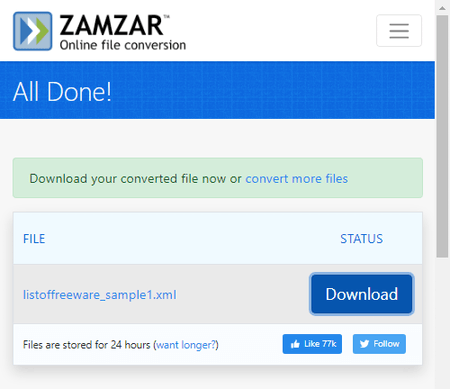 ZAMZAR™
Online file conversion
All Done!
Download your converted file now or convert more files
FILE STATUS
listoffreeware_sample1.xml Download
Files are stored for 24 hours (want longer?) Like 77k Follow